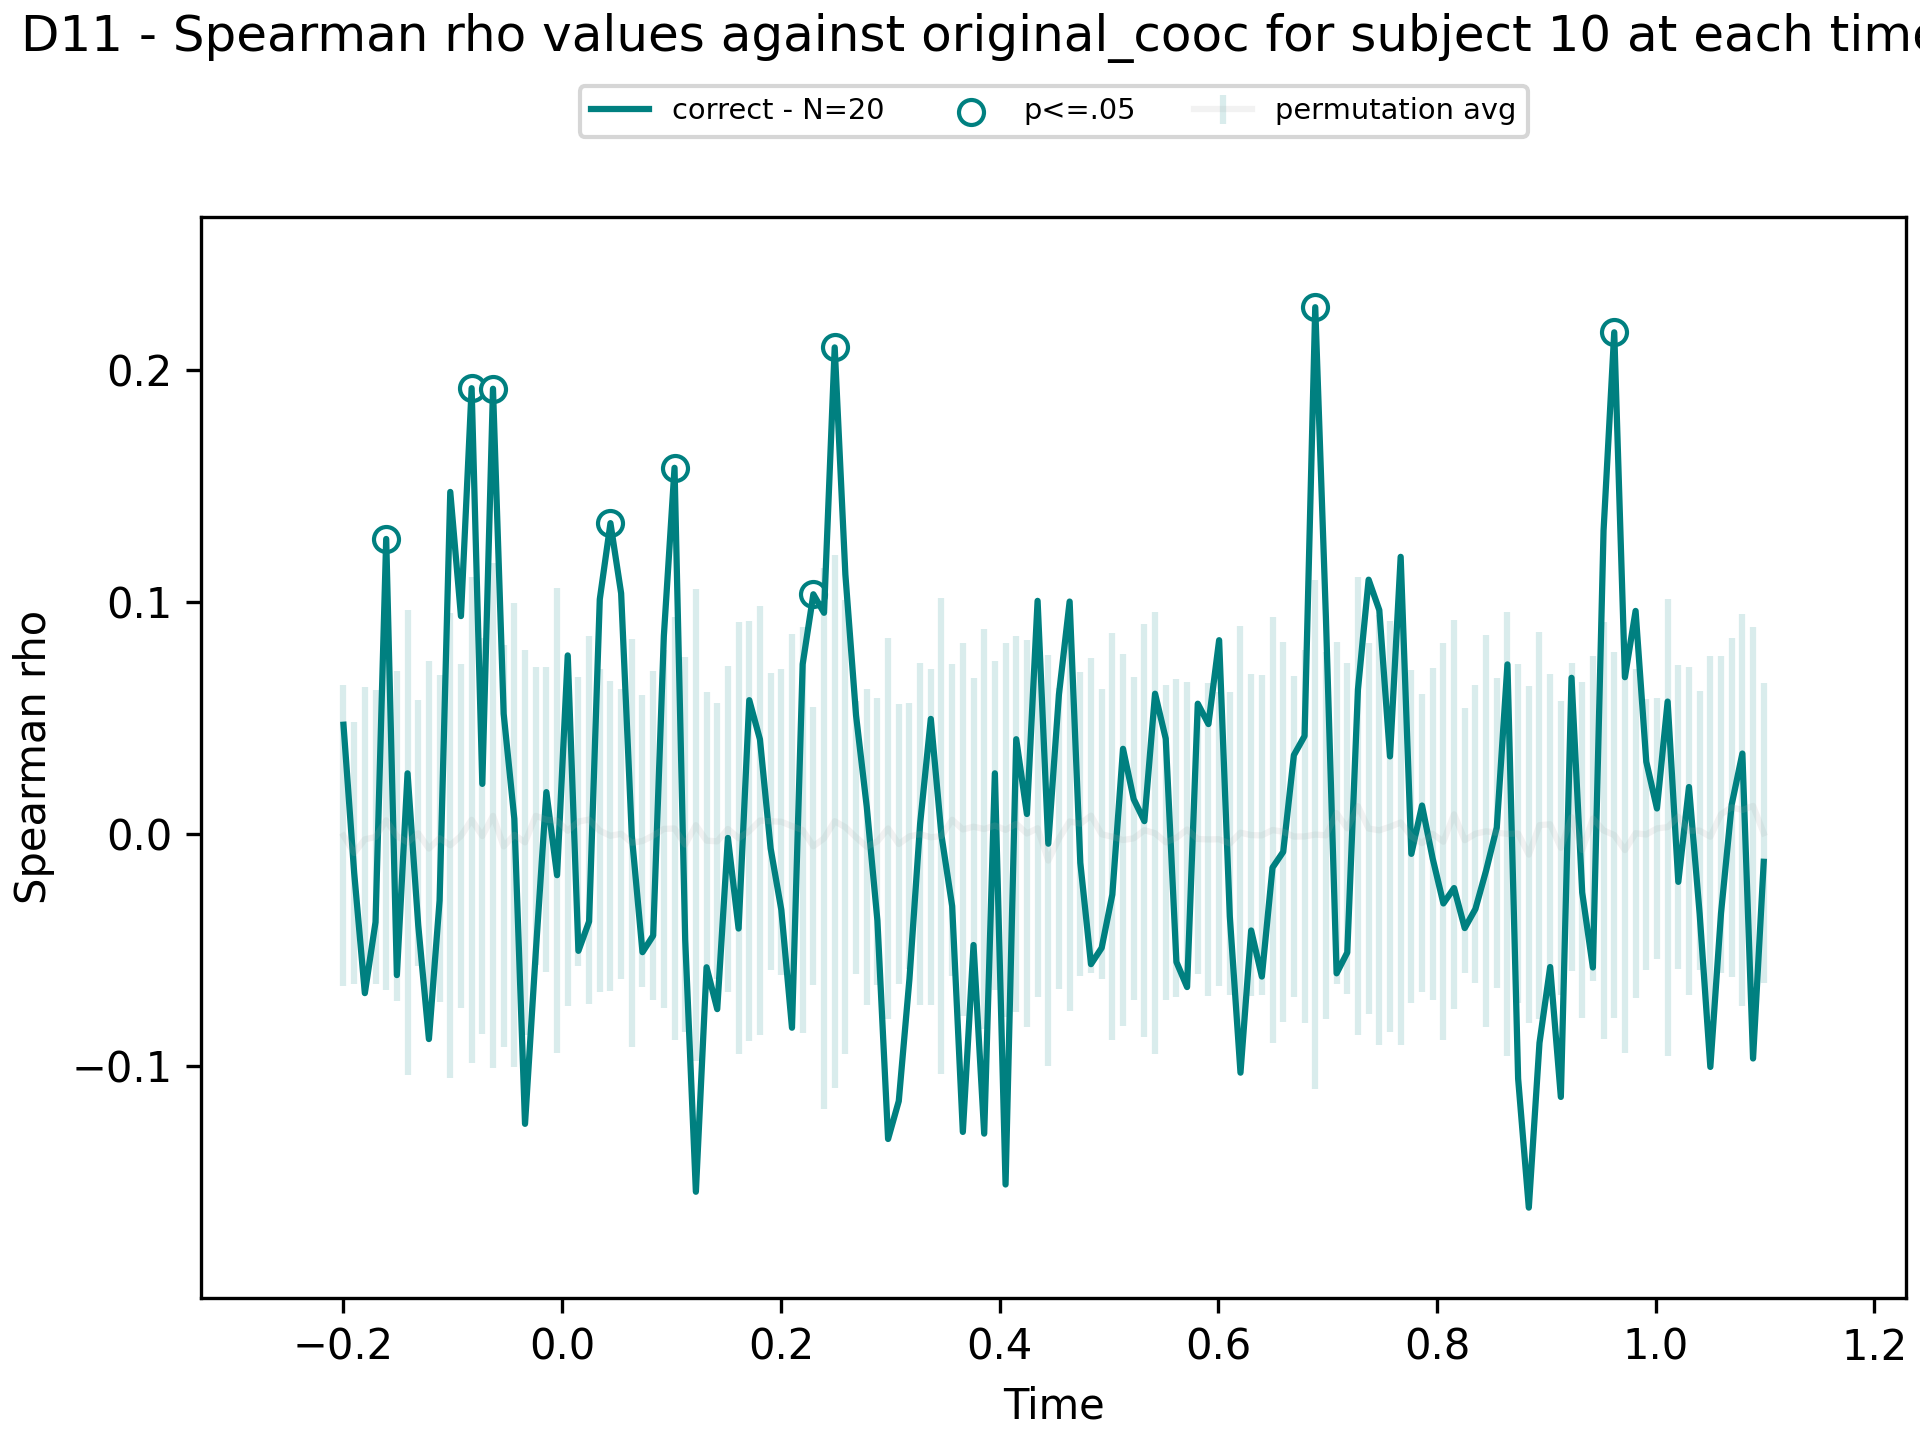 D11 - Spearman rho values against original_cooc for subject 10 at each time
correct - N=20 p<=.05 permutation avg
Spearman rho
0.2
0.1
0.0
−0.1
−0.2 0.0 0.2 0.4 0.6 0.8 1.0 1.2
Time